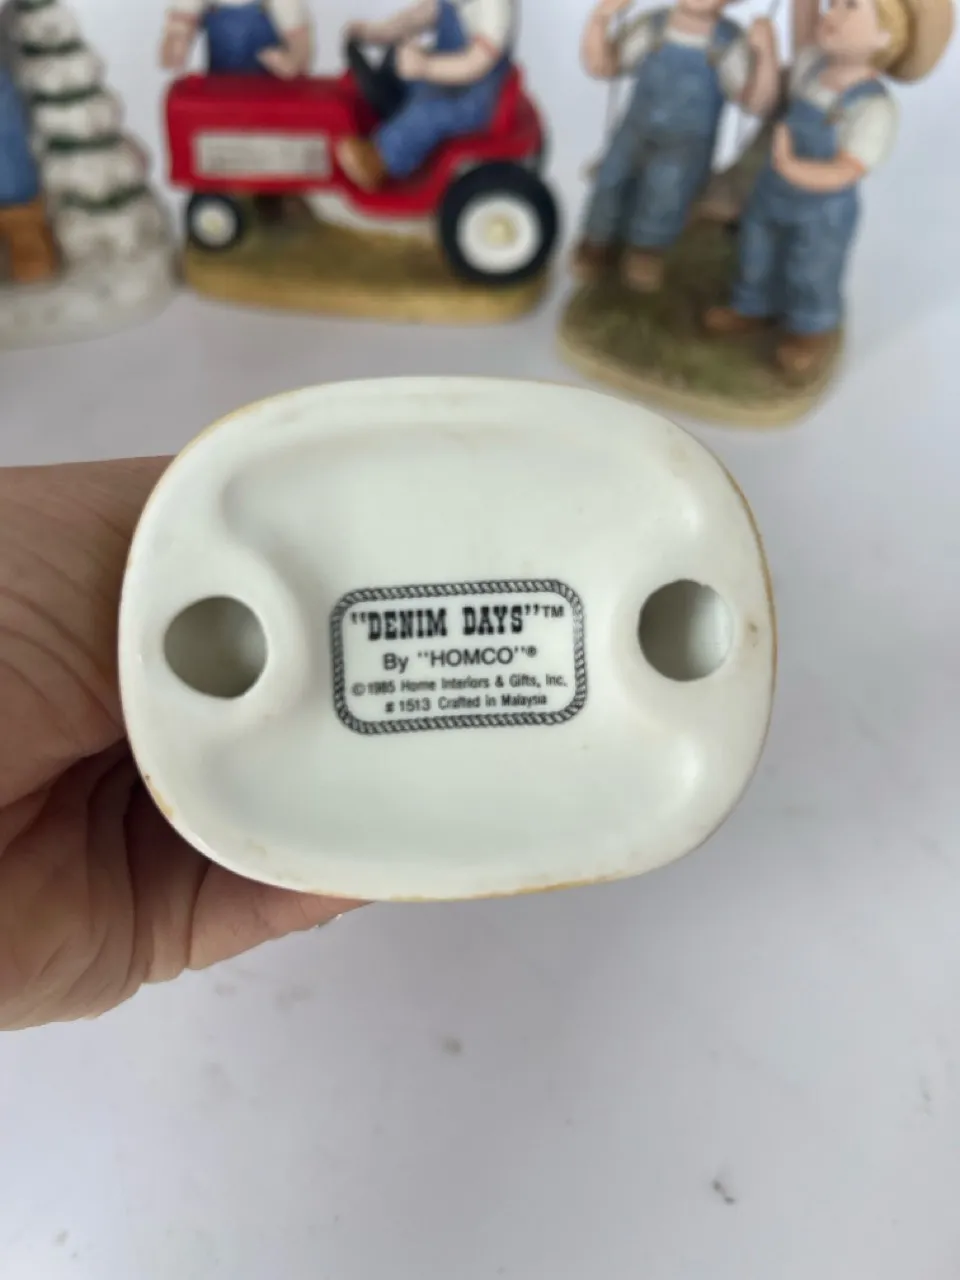 "DENIM DAYS"™
By "HOMCO"®
©1985 Home Interiors & Gifts, Inc.
#1513 Crafted in Malaysia